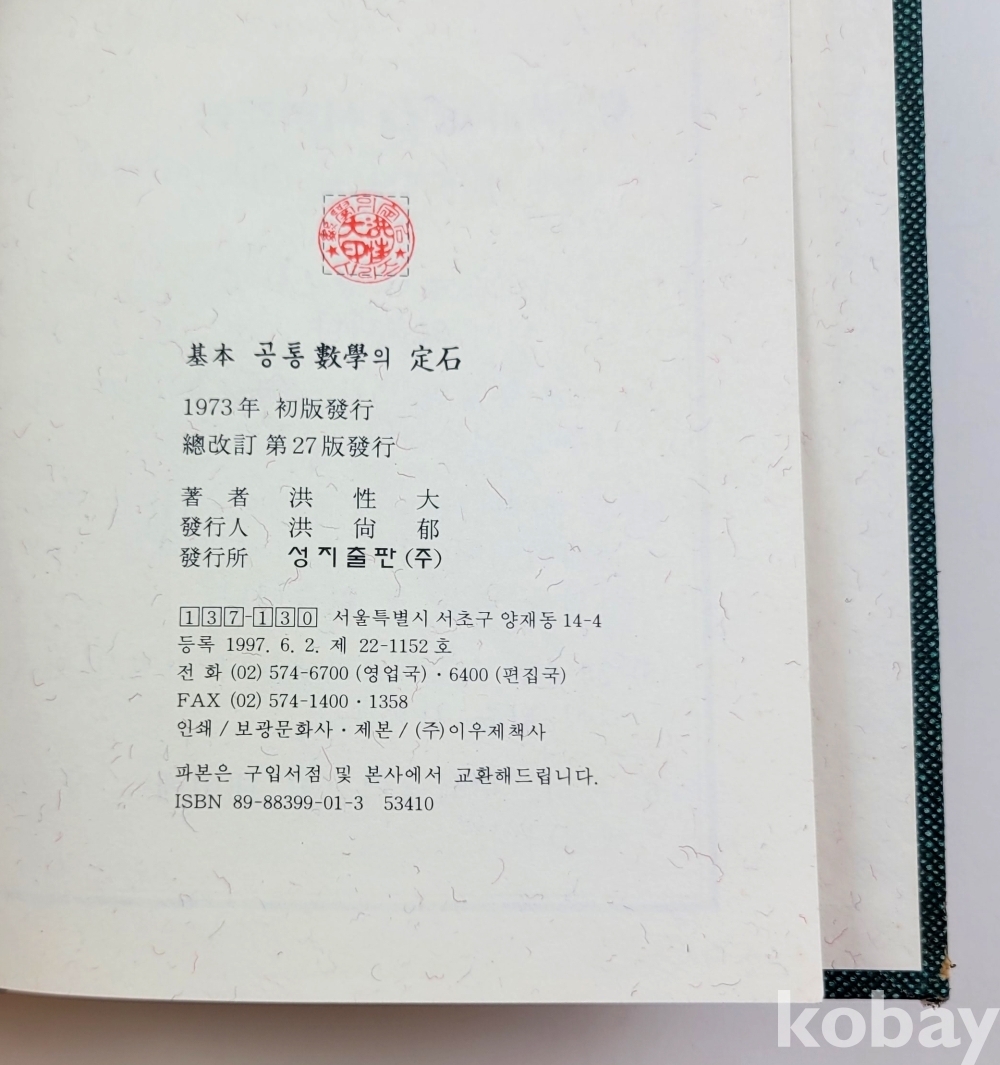 洪性大印
基本 공통 數學의 定石
1973年 初版發行
總改訂 第27版發行
著 者 洪 性 大
發行人 洪 尙 郁
發行所 성지출판 (주)
137-130 서울특별시 서초구 양재동 14-4
등록 1997. 6. 2. 제 22-1152 호
전 화 (02) 574-6700 (영업국) · 6400 (편집국)
FAX (02) 574-1400 · 1358
인쇄 / 보광문화사 · 제본 / (주)이우제책사
파본은 구입서점 및 본사에서 교환해드립니다.
ISBN 89-88399-01-3 53410
kobay